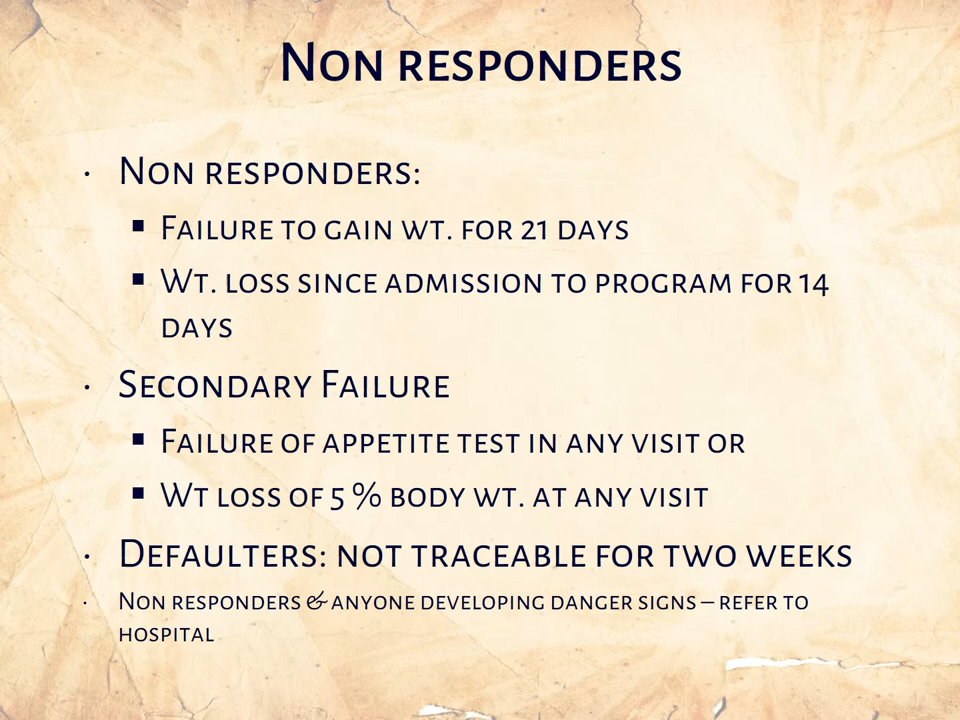 Non responders
· Non responders:
▪ Failure to gain wt. for 21 days
▪ Wt. loss since admission to program for 14
days
· Secondary Failure
▪ Failure of appetite test in any visit or
▪ Wt loss of 5 % body wt. at any visit
· Defaulters: not traceable for two weeks
· Non responders & anyone developing danger signs – refer to
hospital